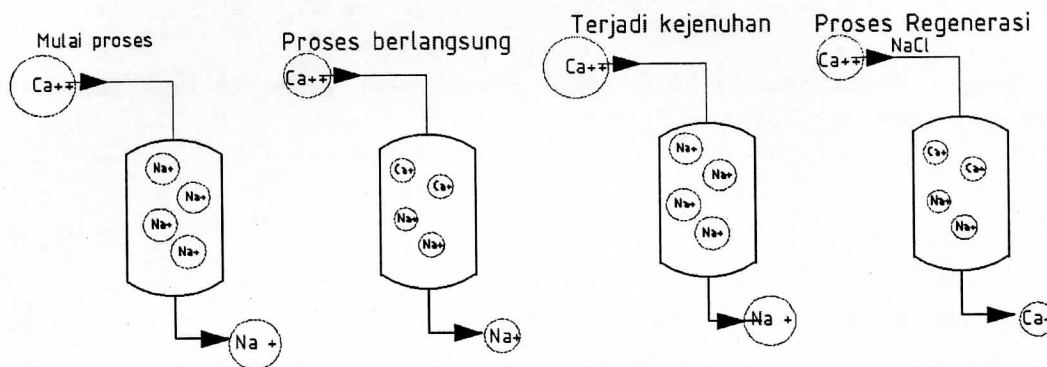 Mulai proses
Ca++
Na+
Na+
Na+
Na+
Na +
Proses berlangsung
Ca++
Ca+
Ca+
Na+
Na+
Na+
Terjadi kejenuhan
Ca++
Na+
Na+
Na+
Na+
Na +
Proses Regenerasi
NaCl
Ca++
Ca+
Ca+
Na+
Na+
Ca+